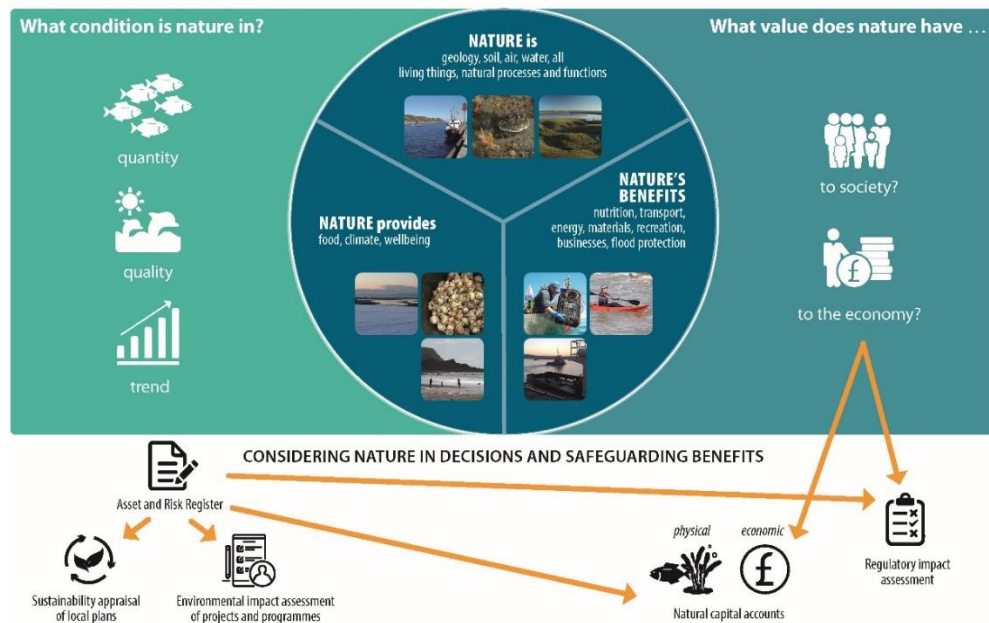 What condition is nature in?
quantity
quality
trend
NATURE is
geology, soil, air, water, all
living things, natural processes and functions
NATURE provides
food, climate, wellbeing
NATURE'S
BENEFITS
nutrition, transport,
energy, materials, recreation,
businesses, flood protection
What value does nature have ...
to society?
£
to the economy?
CONSIDERING NATURE IN DECISIONS AND SAFEGUARDING BENEFITS
Asset and Risk Register
Sustainability appraisal
of local plans
Environmental impact assessment
of projects and programmes
physical
economic
£
Natural capital accounts
Regulatory impact
assessment